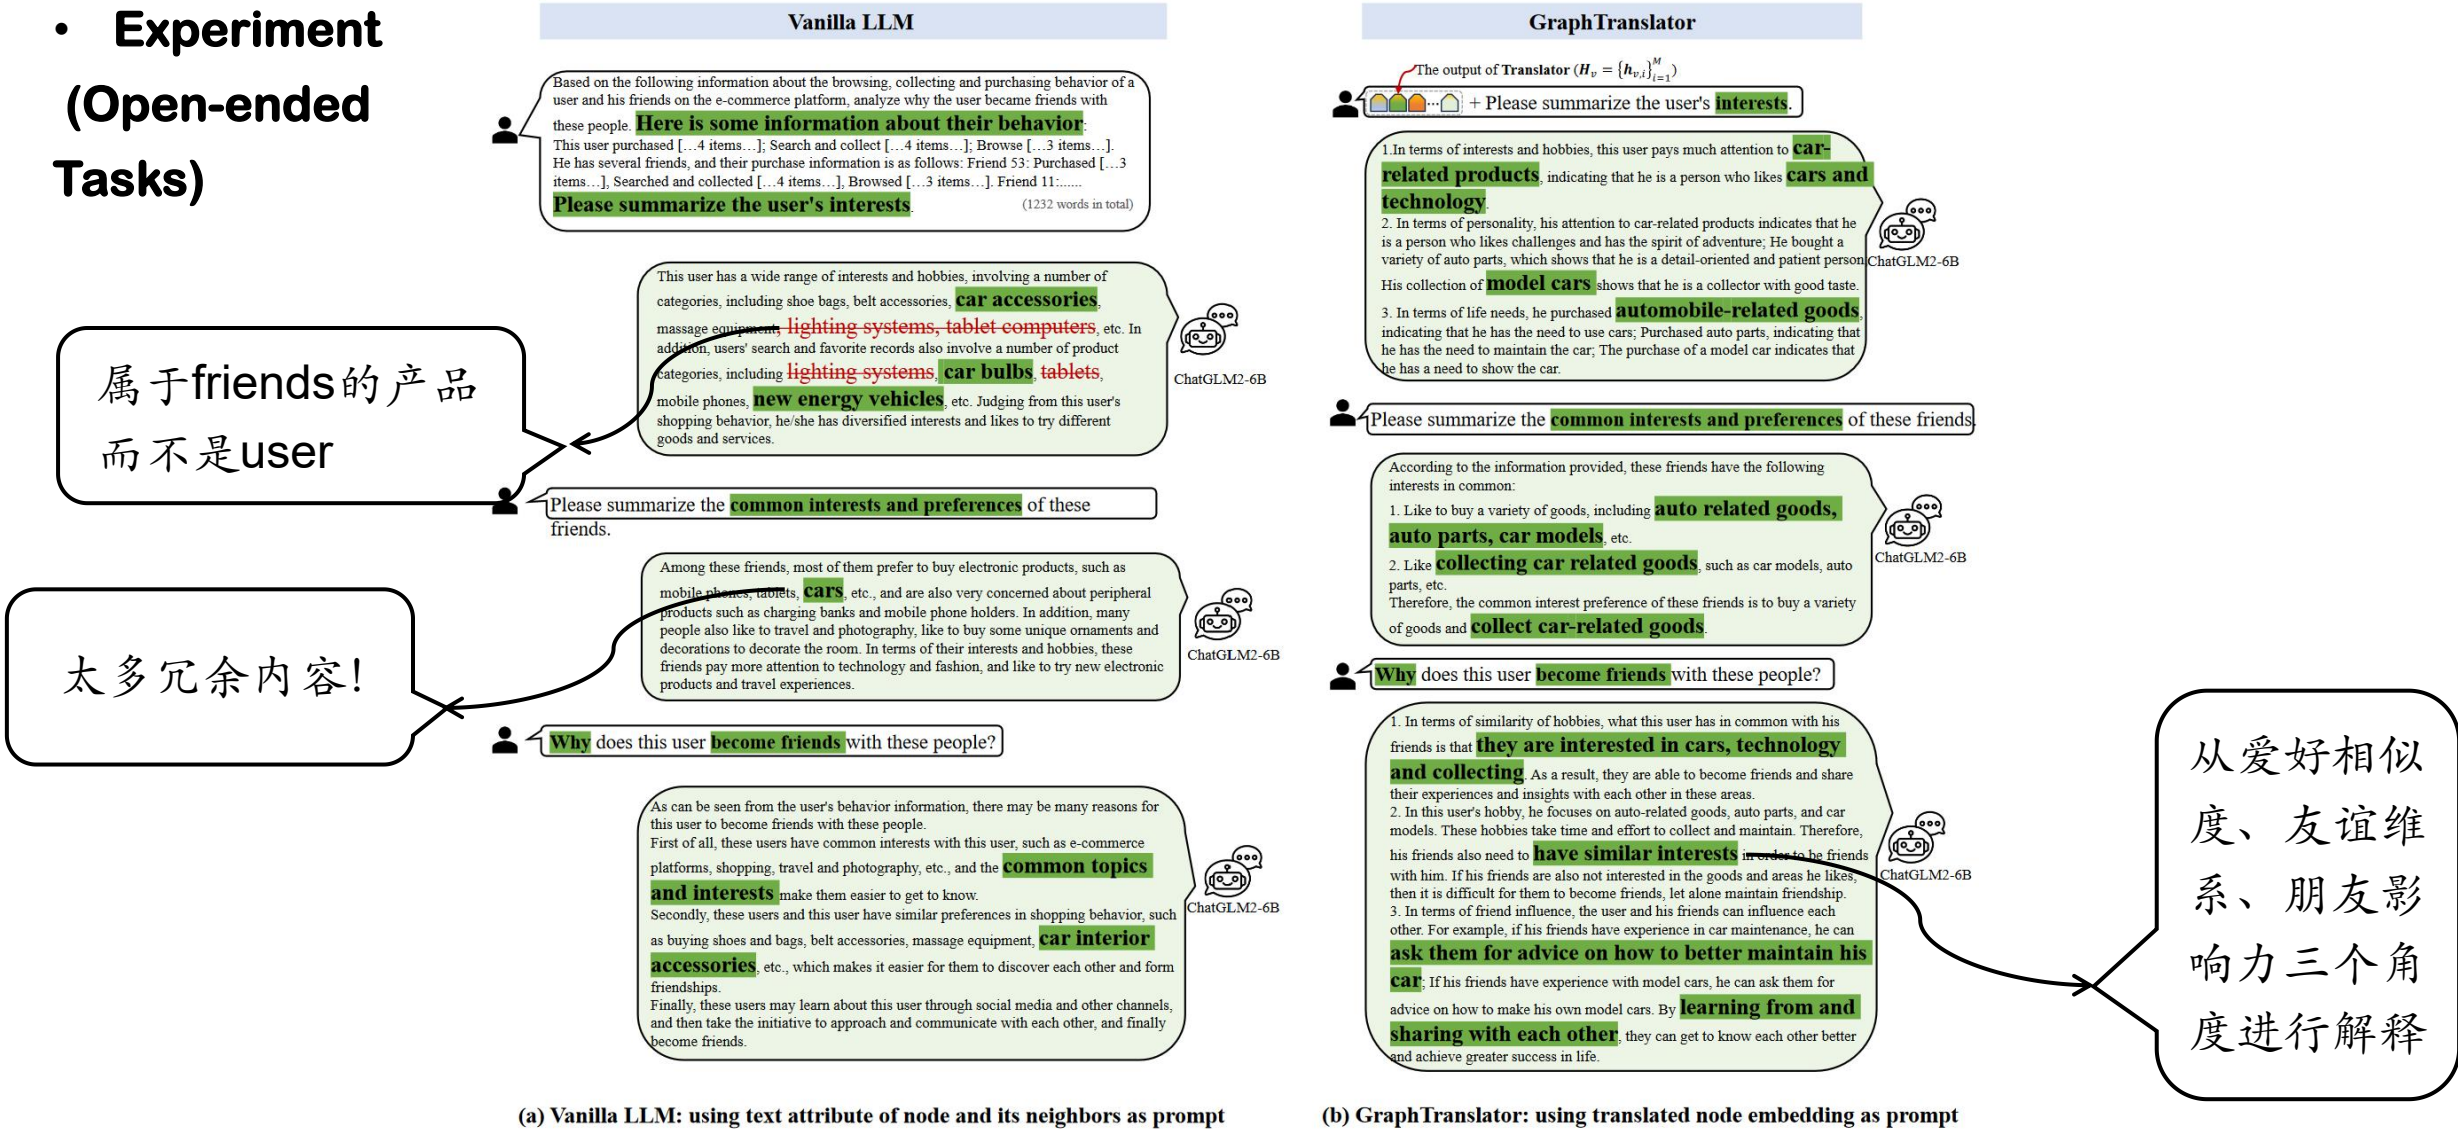 • Experiment
(Open-ended
Tasks)
Vanilla LLM
Based on the following information about the browsing, collecting and purchasing behavior of a
user and his friends on the e-commerce platform, analyze why the user became friends with
these people. Here is some information about their behavior:
This user purchased […4 items…]; Search and collect […4 items…]; Browse […3 items…].
He has several friends, and their purchase information is as follows: Friend 53: Purchased […3
items…], Searched and collected […4 items…], Browsed […3 items…]. Friend 11:......
Please summarize the user's interests.
(1232 words in total)
This user has a wide range of interests and hobbies, involving a number of
categories, including shoe bags, belt accessories, car accessories,
massage equipment, lighting systems, tablet computers, etc. In
addition, users' search and favorite records also involve a number of product
categories, including lighting systems, car bulbs, tablets,
mobile phones, new energy vehicles, etc. Judging from this user's
shopping behavior, he/she has diversified interests and likes to try different
goods and services.
ChatGLM2-6B
属于friends的产品
而不是user
Please summarize the common interests and preferences of these
friends.
Among these friends, most of them prefer to buy electronic products, such as
mobile phones, tablets, cars, etc., and are also very concerned about peripheral
products such as charging banks and mobile phone holders. In addition, many
people also like to travel and photography, like to buy some unique ornaments and
decorations to decorate the room. In terms of their interests and hobbies, these
friends pay more attention to technology and fashion, and like to try new electronic
products and travel experiences.
ChatGLM2-6B
太多冗余内容!
Why does this user become friends with these people?
As can be seen from the user's behavior information, there may be many reasons for
this user to become friends with these people.
First of all, these users have common interests with this user, such as e-commerce
platforms, shopping, travel and photography, etc., and the common topics
and interests make them easier to get to know.
Secondly, these users and this user have similar preferences in shopping behavior, such
as buying shoes and bags, belt accessories, massage equipment, car interior
accessories, etc., which makes it easier for them to discover each other and form
friendships.
Finally, these users may learn about this user through social media and other channels,
and then take the initiative to approach and communicate with each other, and finally
become friends.
ChatGLM2-6B
(a) Vanilla LLM: using text attribute of node and its neighbors as prompt
GraphTranslator
The output of Translator (H_v = {h_{v,i}}_{i=1}^M)
+ Please summarize the user's interests.
1.In terms of interests and hobbies, this user pays much attention to car-
related products, indicating that he is a person who likes cars and
technology.
2. In terms of personality, his attention to car-related products indicates that he
is a person who likes challenges and has the spirit of adventure; He bought a
variety of auto parts, which shows that he is a detail-oriented and patient person
His collection of model cars shows that he is a collector with good taste.
3. In terms of life needs, he purchased automobile-related goods,
indicating that he has the need to use cars; Purchased auto parts, indicating that
he has the need to maintain the car; The purchase of a model car indicates that
he has a need to show the car.
ChatGLM2-6B
Please summarize the common interests and preferences of these friends.
According to the information provided, these friends have the following
interests in common:
1. Like to buy a variety of goods, including auto related goods,
auto parts, car models, etc.
2. Like collecting car related goods, such as car models, auto
parts, etc.
Therefore, the common interest preference of these friends is to buy a variety
of goods and collect car-related goods.
ChatGLM2-6B
Why does this user become friends with these people?
1. In terms of similarity of hobbies, what this user has in common with his
friends is that they are interested in cars, technology
and collecting. As a result, they are able to become friends and share
their experiences and insights with each other in these areas.
2. In this user's hobby, he focuses on auto-related goods, auto parts, and car
models. These hobbies take time and effort to collect and maintain. Therefore,
his friends also need to have similar interests in order to be friends
with him. If his friends are also not interested in the goods and areas he likes,
then it is difficult for them to become friends, let alone maintain friendship.
3. In terms of friend influence, the user and his friends can influence each
other. For example, if his friends have experience in car maintenance, he can
ask them for advice on how to better maintain his
car; If his friends have experience with model cars, he can ask them for
advice on how to make his own model cars. By learning from and
sharing with each other, they can get to know each other better
and achieve greater success in life.
ChatGLM2-6B
从爱好相似
度、友谊维
系、朋友影
响力三个角
度进行解释
(b) GraphTranslator: using translated node embedding as prompt